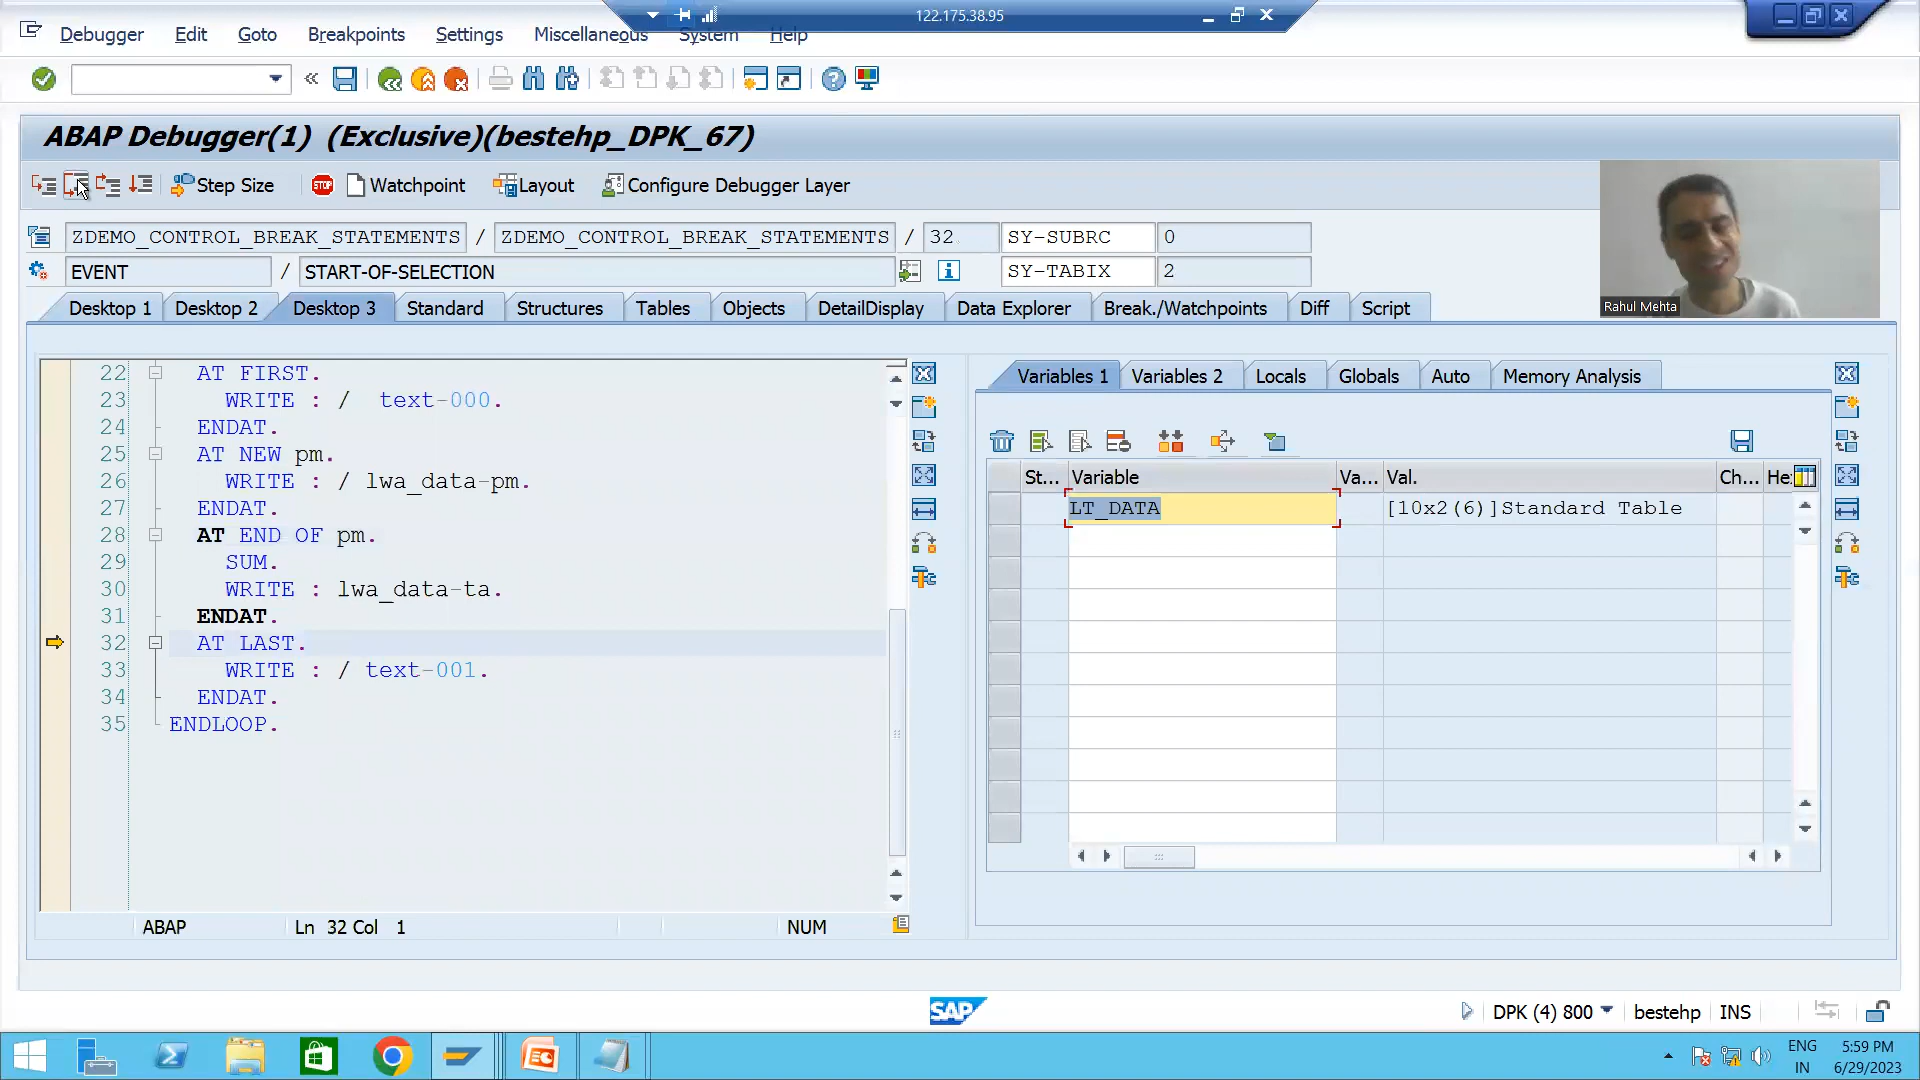 122.175.38.95
Debugger Edit Goto Breakpoints Settings Miscellaneous System Help
ABAP Debugger(1) (Exclusive)(bestehp_DPK_67)
Step Size STOP Watchpoint Layout Configure Debugger Layer
ZDEMO_CONTROL_BREAK_STATEMENTS / ZDEMO_CONTROL_BREAK_STATEMENTS / 32 SY-SUBRC 0
EVENT / START-OF-SELECTION SY-TABIX 2
Rahul Mehta
Desktop 1 Desktop 2 Desktop 3 Standard Structures Tables Objects DetailDisplay Data Explorer Break./Watchpoints Diff Script
22 AT FIRST.
23 WRITE : / text-000.
24 ENDAT.
25 AT NEW pm.
26 WRITE : / lwa_data-pm.
27 ENDAT.
28 AT END OF pm.
29 SUM.
30 WRITE : lwa_data-ta.
31 ENDAT.
32 AT LAST.
33 WRITE : / text-001.
34 ENDAT.
35 ENDLOOP.
ABAP Ln 32 Col 1 NUM
Variables 1 Variables 2 Locals Globals Auto Memory Analysis
St... Variable Va... Val. Ch... He
LT_DATA [10x2(6)]Standard Table
SAP DPK (4) 800 bestehp INS
ENG 5:59 PM
IN 6/29/2023